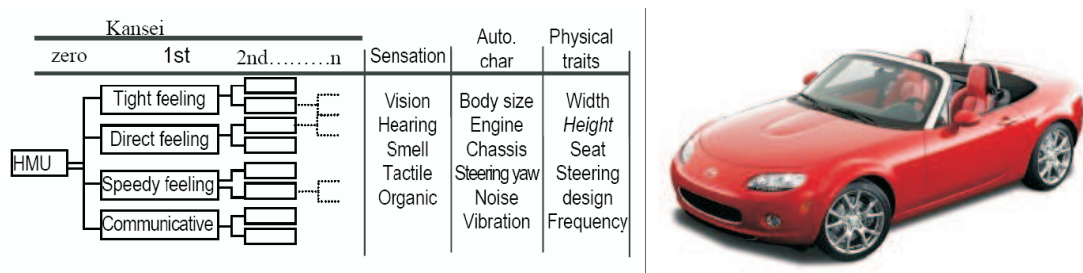 Kansei
zero 1st 2nd.........n Sensation Auto. char Physical traits
HMU
Tight feeling
Direct feeling
Speedy feeling
Communicative
Vision
Hearing
Smell
Tactile
Organic
Body size
Engine
Chassis
Steering yaw
Noise
Vibration
Width
Height
Seat
Steering
design
Frequency